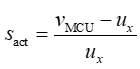 s_act = (v_MCU − u_x) / u_x